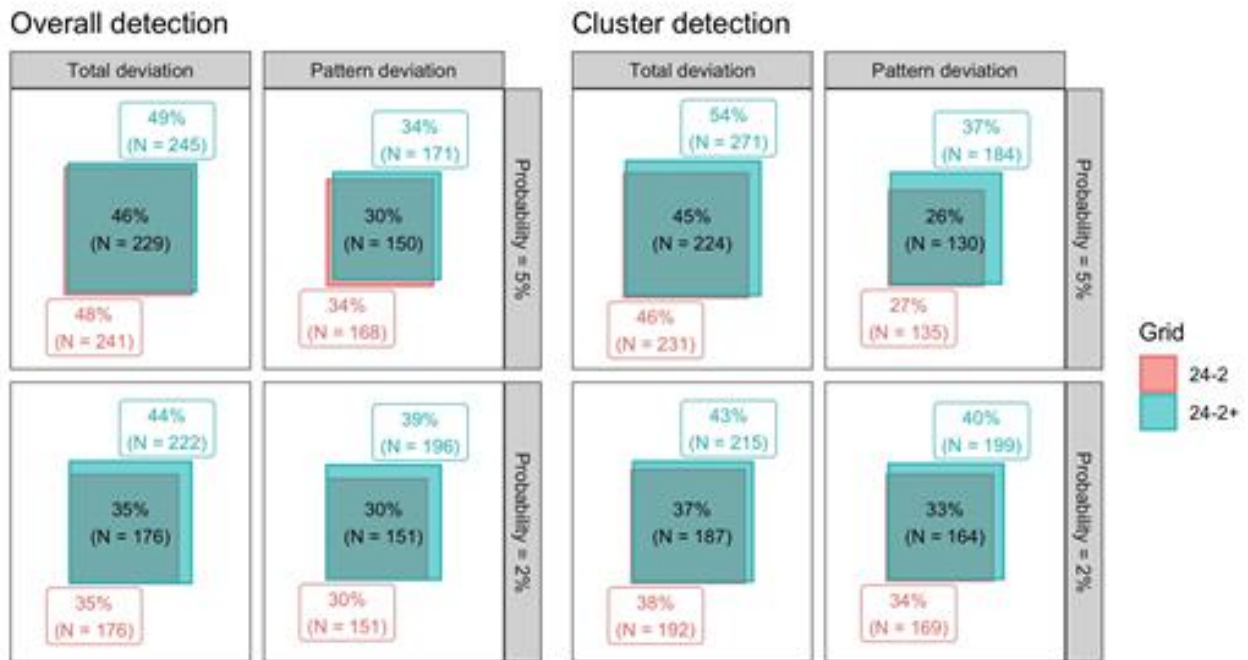 Overall detection
Total deviation
Pattern deviation
49%
(N = 245)
46%
(N = 229)
48%
(N = 241)
34%
(N = 171)
30%
(N = 150)
34%
(N = 168)
Probability = 5%
44%
(N = 222)
35%
(N = 176)
35%
(N = 176)
39%
(N = 196)
30%
(N = 151)
30%
(N = 151)
Probability = 2%
Cluster detection
Total deviation
Pattern deviation
54%
(N = 271)
45%
(N = 224)
46%
(N = 231)
37%
(N = 184)
26%
(N = 130)
27%
(N = 135)
Probability = 5%
43%
(N = 215)
37%
(N = 187)
38%
(N = 192)
40%
(N = 199)
33%
(N = 164)
34%
(N = 169)
Probability = 2%
Grid
24-2
24-2+